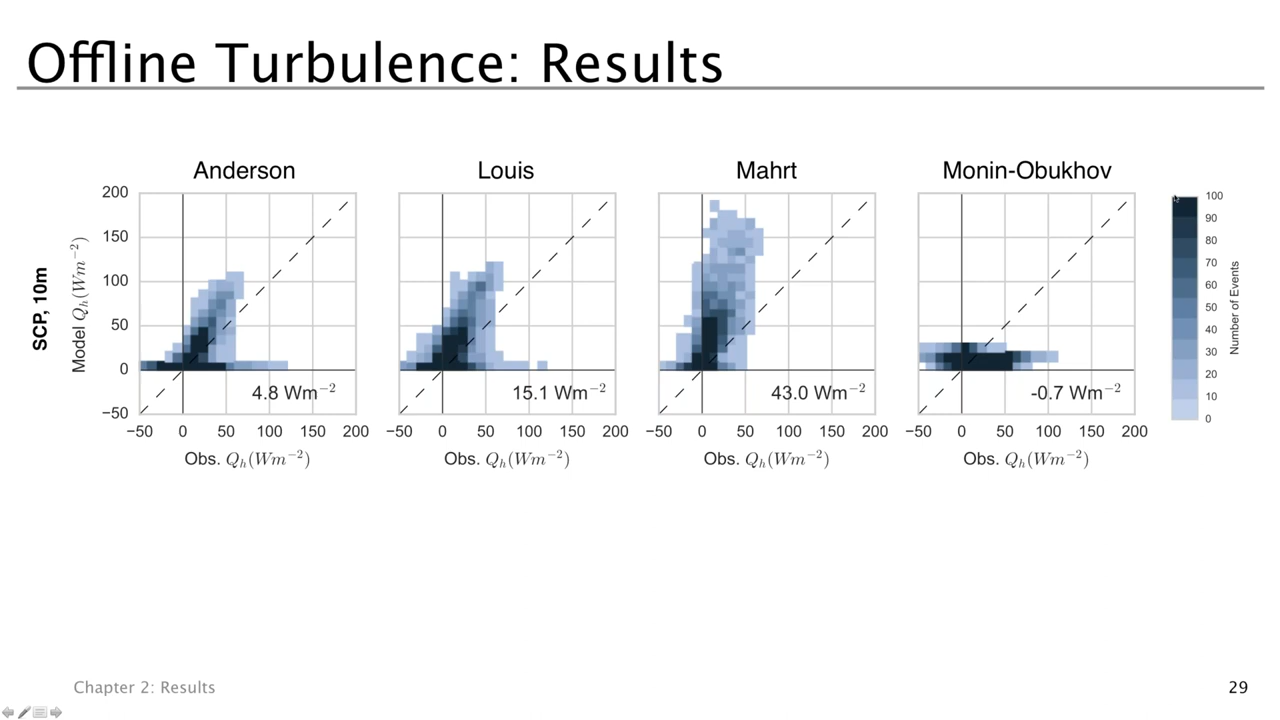 Offline Turbulence: Results
Anderson
Louis
Mahrt
Monin-Obukhov
SCP, 10m
Model Q_h(Wm^{-2})
200
150
100
50
0
−50
4.8 Wm^{−2}
15.1 Wm^{−2}
43.0 Wm^{−2}
-0.7 Wm^{−2}
−50 0 50 100 150 200
−50 0 50 100 150 200
−50 0 50 100 150 200
−50 0 50 100 150 200
Obs. Q_h(Wm^{−2})
Obs. Q_h(Wm^{−2})
Obs. Q_h(Wm^{−2})
Obs. Q_h(Wm^{−2})
100
90
80
70
60
50
40
30
20
10
0
Number of Events
Chapter 2: Results
29